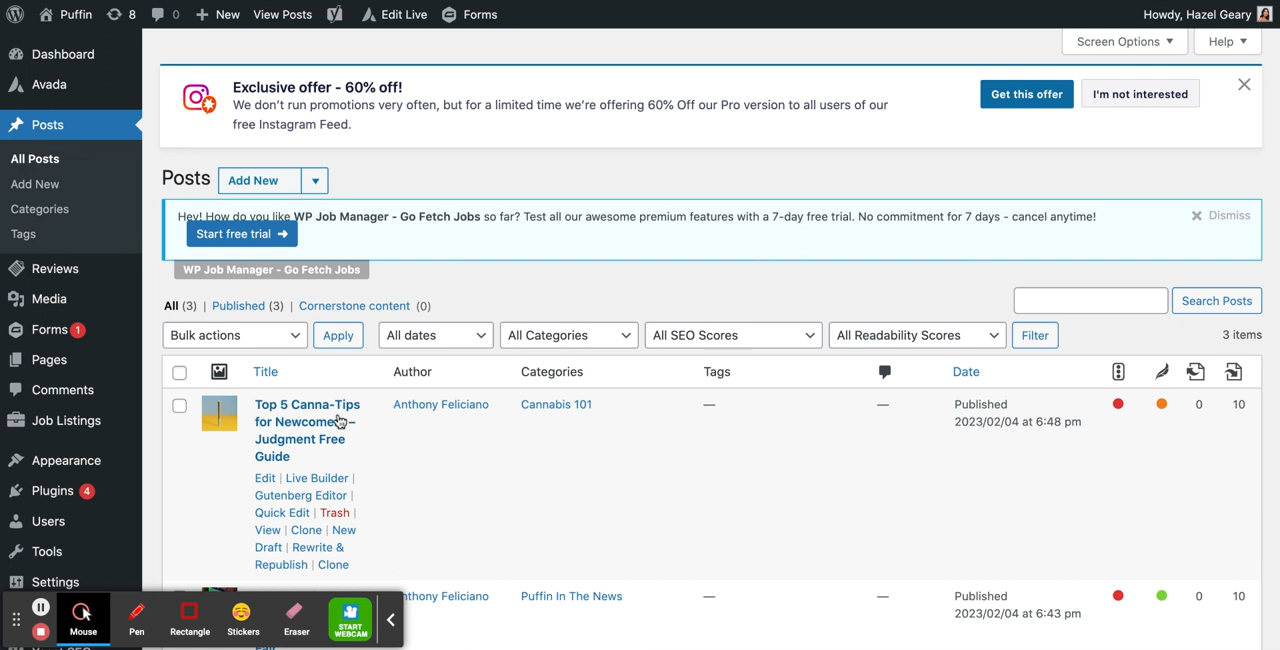 Puffin 8 0 New View Posts Edit Live Forms Howdy, Hazel Geary
Dashboard
Avada
Posts
All Posts
Add New
Categories
Tags
Reviews
Media
Forms 1
Pages
Comments
Job Listings
Appearance
Plugins 4
Users
Tools
Settings
Screen Options Help
Exclusive offer - 60% off!
We don't run promotions very often, but for a limited time we're offering 60% Off our Pro version to all users of our
free Instagram Feed.
Get this offer I'm not interested
Posts Add New
Hey! How do you like WP Job Manager - Go Fetch Jobs so far? Test all our awesome premium features with a 7-day free trial. No commitment for 7 days - cancel anytime!
Dismiss
Start free trial →
WP Job Manager - Go Fetch Jobs
All (3) | Published (3) | Cornerstone content (0)
Search Posts
Bulk actions Apply All dates All Categories All SEO Scores All Readability Scores Filter 3 items
Title Author Categories Tags Date
Top 5 Canna-Tips Anthony Feliciano Cannabis 101 — — Published 0 10
for Newcome – 2023/02/04 at 6:48 pm
Judgment Free
Guide
Edit | Live Builder |
Gutenberg Editor |
Quick Edit | Trash |
View | Clone | New
Draft | Rewrite &
Republish | Clone
thony Feliciano Puffin In The News — — Published 0 10
2023/02/04 at 6:43 pm
Mouse Pen Rectangle Stickers Eraser START
WEBCAM